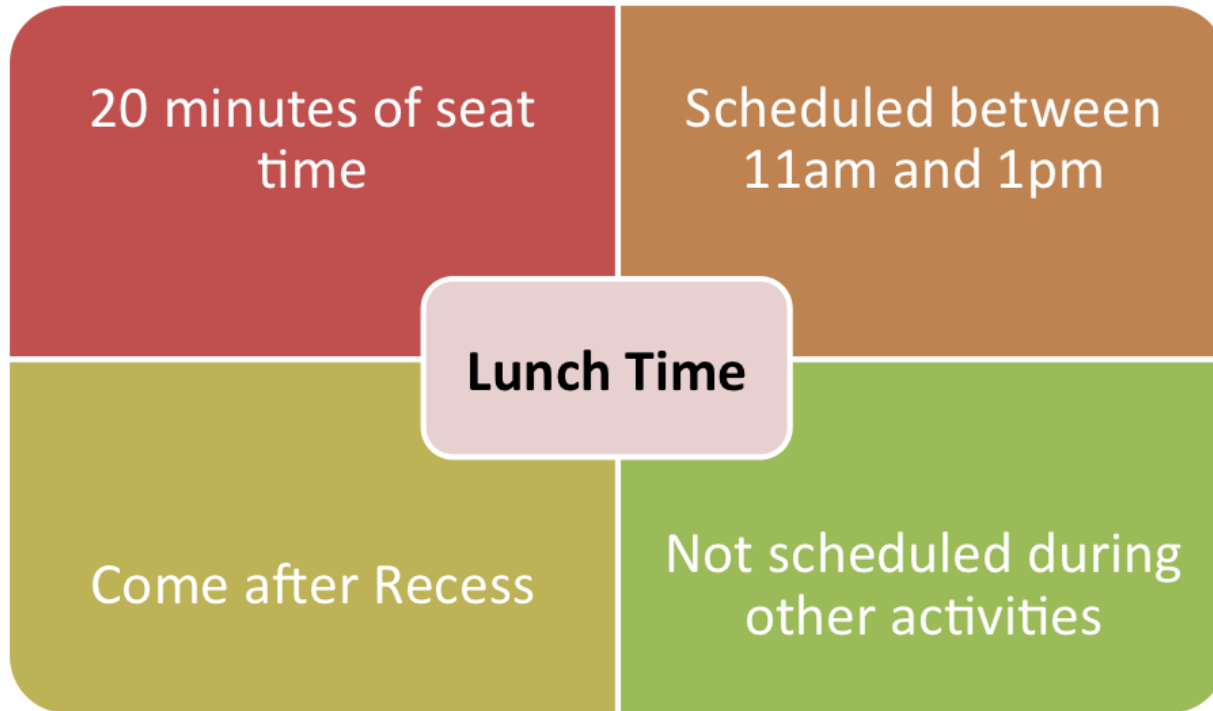 20 minutes of seat
time
Scheduled between
11am and 1pm
Lunch Time
Come after Recess
Not scheduled during
other activities